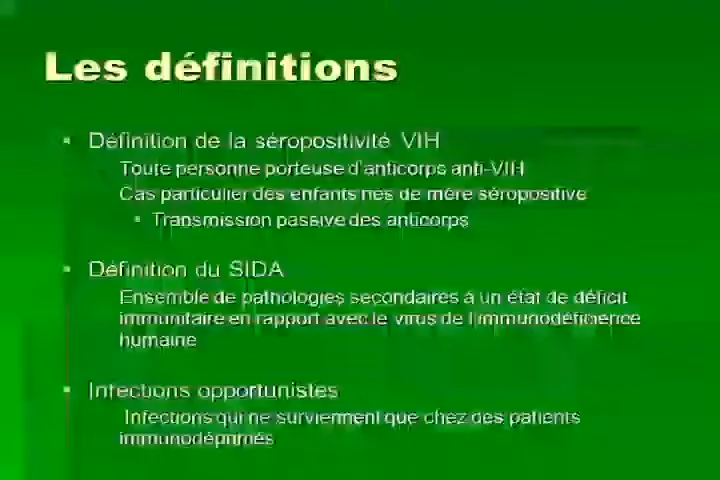 Les définitions
▪ Définition de la séropositivité VIH
Toute personne porteuse d'anticorps anti-VIH
Cas particulier des enfants nés de mère séropositive
▪ Transmission passive des anticorps
▪ Définition du SIDA
Ensemble de pathologies secondaires à un état de déficit
immunitaire en rapport avec le virus de l'immunodéficience
humaine
▪ Infections opportunistes
Infections qui ne surviennent que chez des patients
immunodéprimés